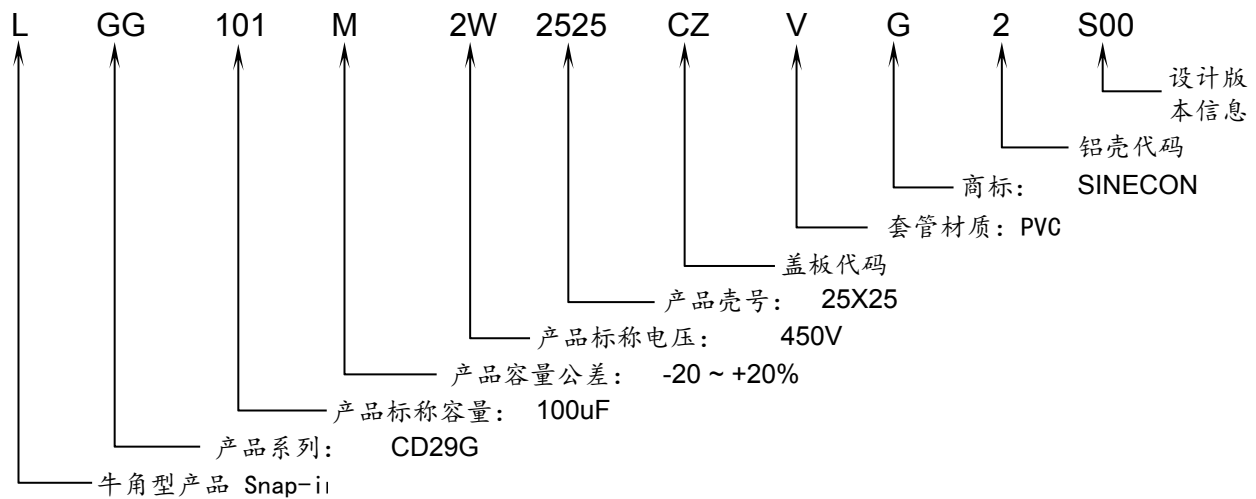 L GG 101 M 2W 2525 CZ V G 2 S00
设计版
本信息
铝壳代码
商标： SINECON
套管材质：PVC
盖板代码
产品壳号： 25X25
产品标称电压： 450V
产品容量公差： -20 ~ +20%
产品标称容量： 100uF
产品系列： CD29G
牛角型产品